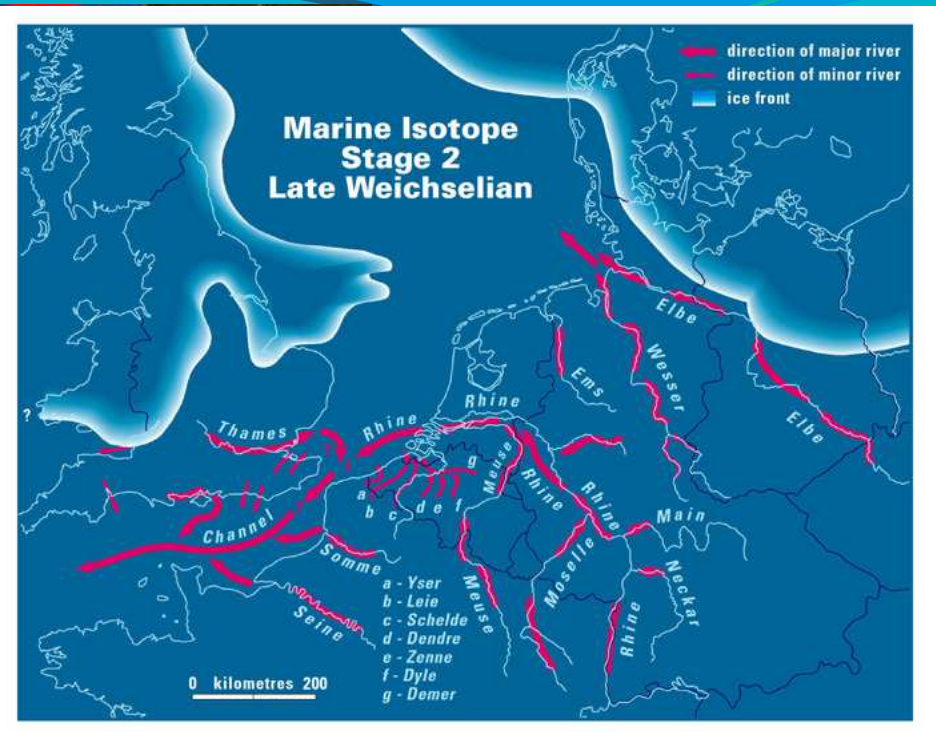 direction of major river
direction of minor river
ice front
Marine Isotope
Stage 2
Late Weichselian
Elbe
Wesser
Ems
Elbe
Rhine
Rhine
Thames
?
Meuse
g
Rhine
Rhine
a
b
c
d
e
f
Main
Channel
Somme
Moselle
Neckar
Meuse
Seine
Rhine
a - Yser
b - Leie
c - Schelde
d - Dendre
e - Zenne
f - Dyle
g - Demer
0 kilometres 200